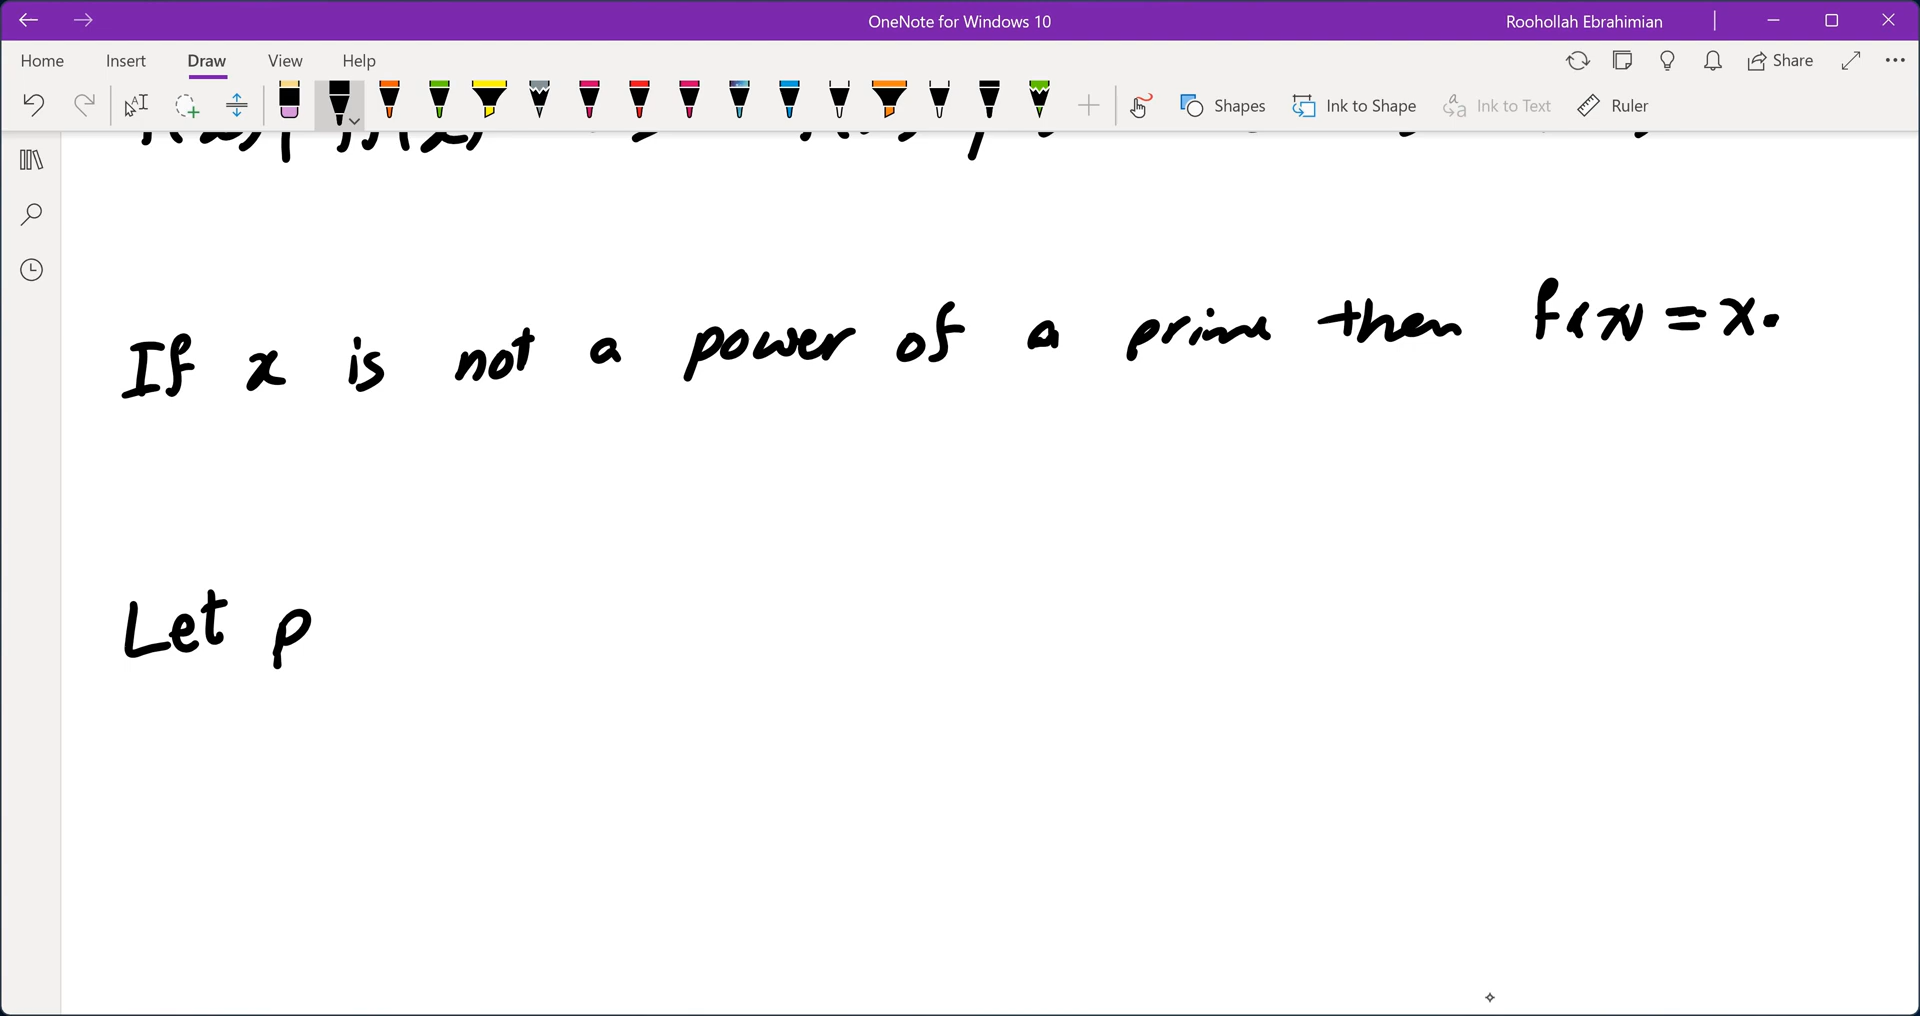 OneNote for Windows 10
Roohollah Ebrahimian
Home Insert Draw View Help
Share
Shapes Ink to Shape Ink to Text Ruler
If x is not a power of a prime then f(x) = x.
Let p